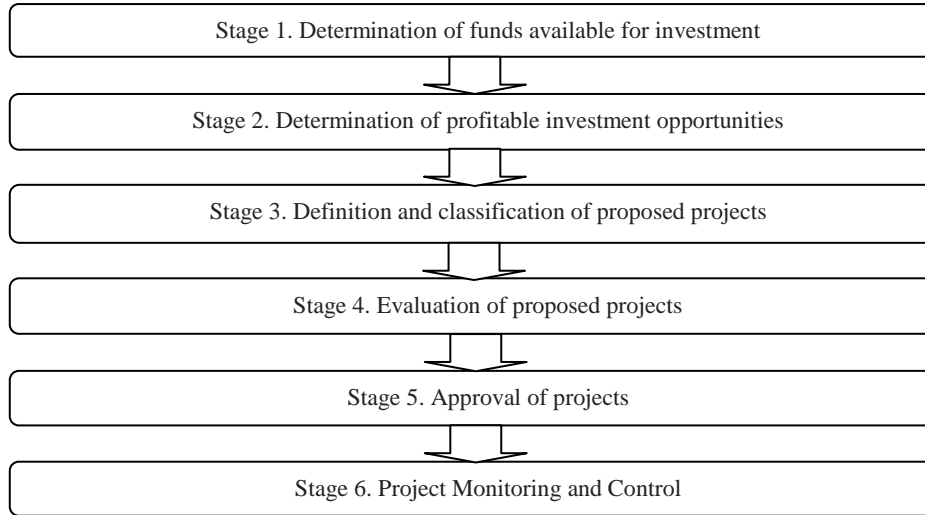 Stage 1. Determination of funds available for investment
Stage 2. Determination of profitable investment opportunities
Stage 3. Definition and classification of proposed projects
Stage 4. Evaluation of proposed projects
Stage 5. Approval of projects
Stage 6. Project Monitoring and Control